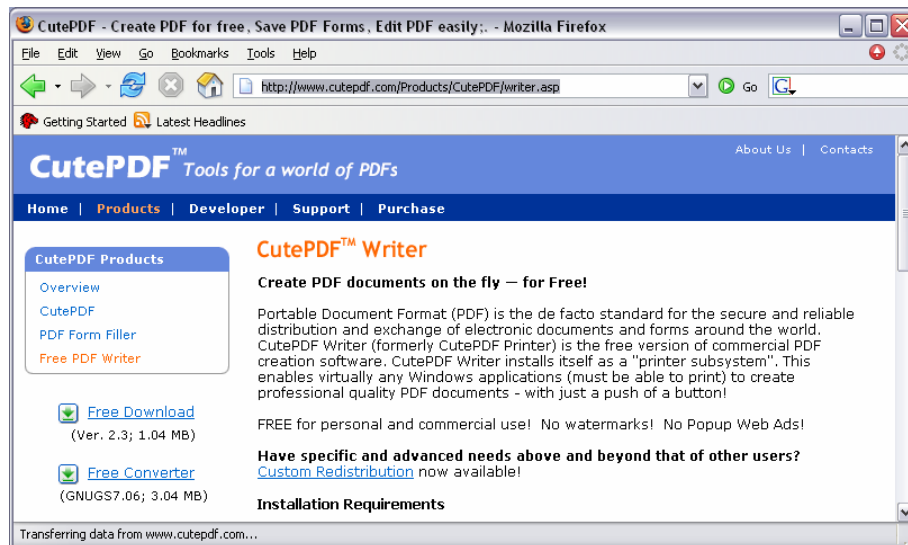 CutePDF - Create PDF for free, Save PDF Forms, Edit PDF easily;. - Mozilla Firefox
File Edit View Go Bookmarks Tools Help
http://www.cutepdf.com/Products/CutePDF/writer.asp Go G
Getting Started Latest Headlines
About Us | Contacts
CutePDF™ Tools for a world of PDFs
Home | Products | Developer | Support | Purchase
CutePDF Products
Overview
CutePDF
PDF Form Filler
Free PDF Writer
Free Download
(Ver. 2.3; 1.04 MB)
Free Converter
(GNUGS7.06; 3.04 MB)
CutePDF™ Writer
Create PDF documents on the fly — for Free!
Portable Document Format (PDF) is the de facto standard for the secure and reliable
distribution and exchange of electronic documents and forms around the world.
CutePDF Writer (formerly CutePDF Printer) is the free version of commercial PDF
creation software. CutePDF Writer installs itself as a "printer subsystem". This
enables virtually any Windows applications (must be able to print) to create
professional quality PDF documents - with just a push of a button!
FREE for personal and commercial use! No watermarks! No Popup Web Ads!
Have specific and advanced needs above and beyond that of other users?
Custom Redistribution now available!
Installation Requirements
Transferring data from www.cutepdf.com...